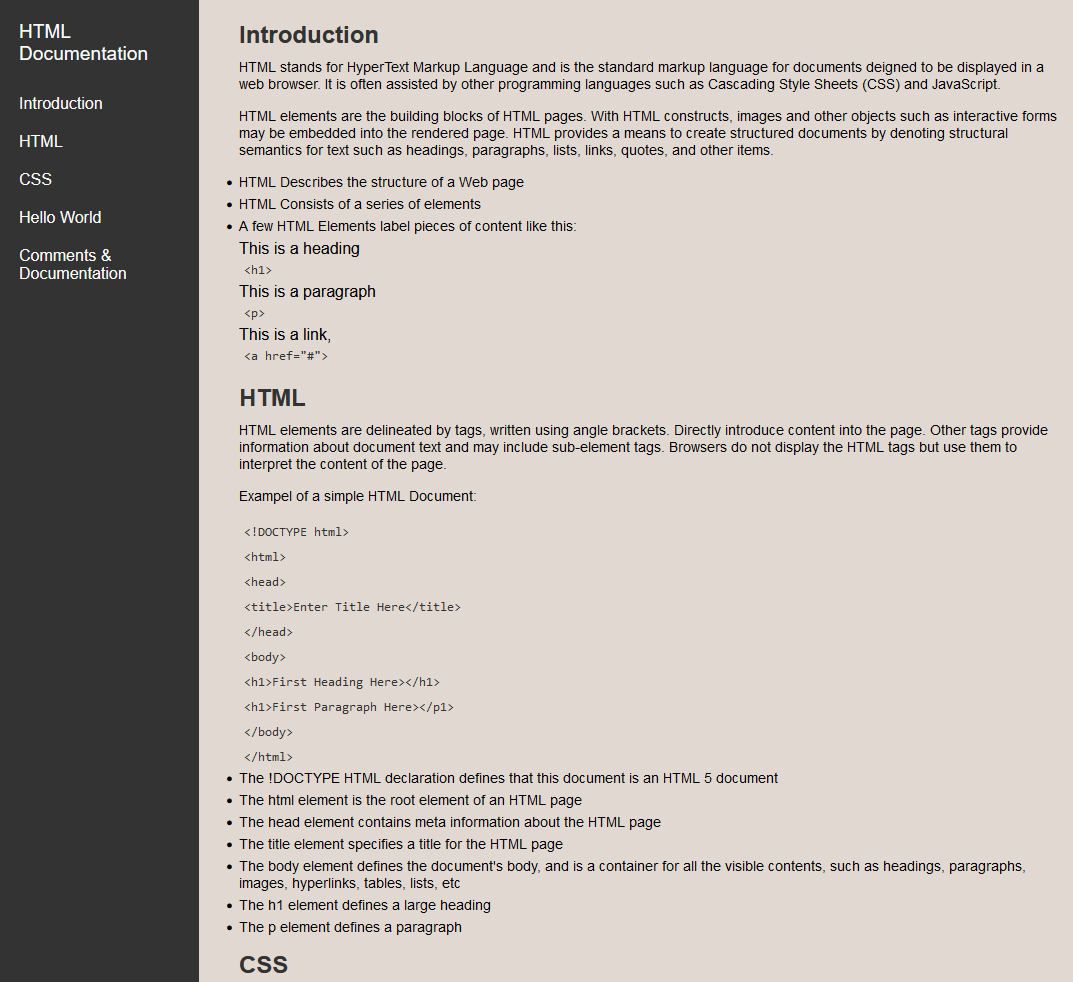 HTML
Documentation
Introduction
HTML
CSS
Hello World
Comments &
Documentation
Introduction
HTML stands for HyperText Markup Language and is the standard markup language for documents deigned to be displayed in a
web browser. It is often assisted by other programming languages such as Cascading Style Sheets (CSS) and JavaScript.
HTML elements are the building blocks of HTML pages. With HTML constructs, images and other objects such as interactive forms
may be embedded into the rendered page. HTML provides a means to create structured documents by denoting structural
semantics for text such as headings, paragraphs, lists, links, quotes, and other items.
• HTML Describes the structure of a Web page
• HTML Consists of a series of elements
• A few HTML Elements label pieces of content like this:
This is a heading
<h1>
This is a paragraph
<p>
This is a link,
<a href="#">
HTML
HTML elements are delineated by tags, written using angle brackets. Directly introduce content into the page. Other tags provide
information about document text and may include sub-element tags. Browsers do not display the HTML tags but use them to
interpret the content of the page.
Exampel of a simple HTML Document:
<!DOCTYPE html>
<html>
<head>
<title>Enter Title Here</title>
</head>
<body>
<h1>First Heading Here></h1>
<h1>First Paragraph Here></p1>
</body>
</html>
• The !DOCTYPE HTML declaration defines that this document is an HTML 5 document
• The html element is the root element of an HTML page
• The head element contains meta information about the HTML page
• The title element specifies a title for the HTML page
• The body element defines the document's body, and is a container for all the visible contents, such as headings, paragraphs,
images, hyperlinks, tables, lists, etc
• The h1 element defines a large heading
• The p element defines a paragraph
CSS